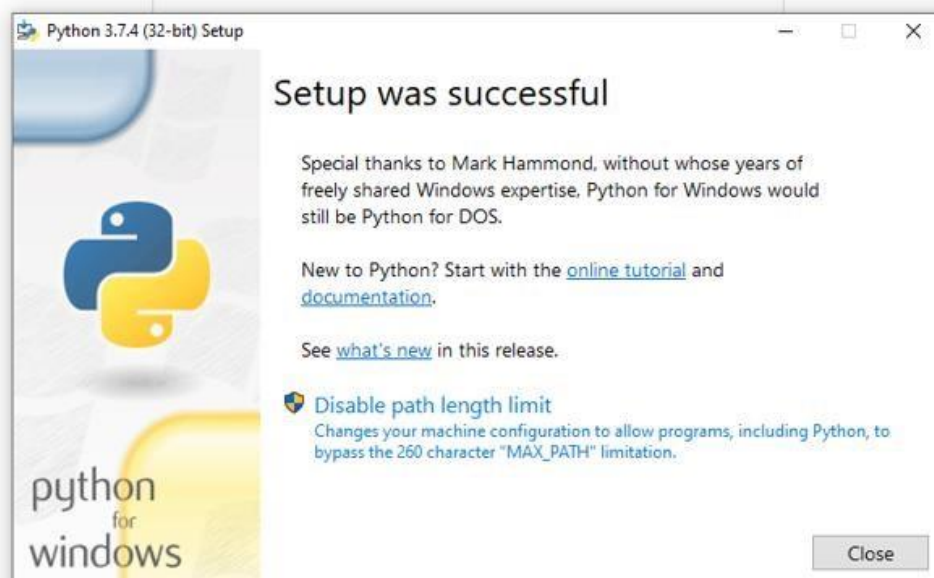 Python 3.7.4 (32-bit) Setup
Setup was successful
Special thanks to Mark Hammond, without whose years of
freely shared Windows expertise, Python for Windows would
still be Python for DOS.
New to Python? Start with the online tutorial and
documentation.
See what's new in this release.
Disable path length limit
Changes your machine configuration to allow programs, including Python, to
bypass the 260 character "MAX_PATH" limitation.
python
for
windows
Close